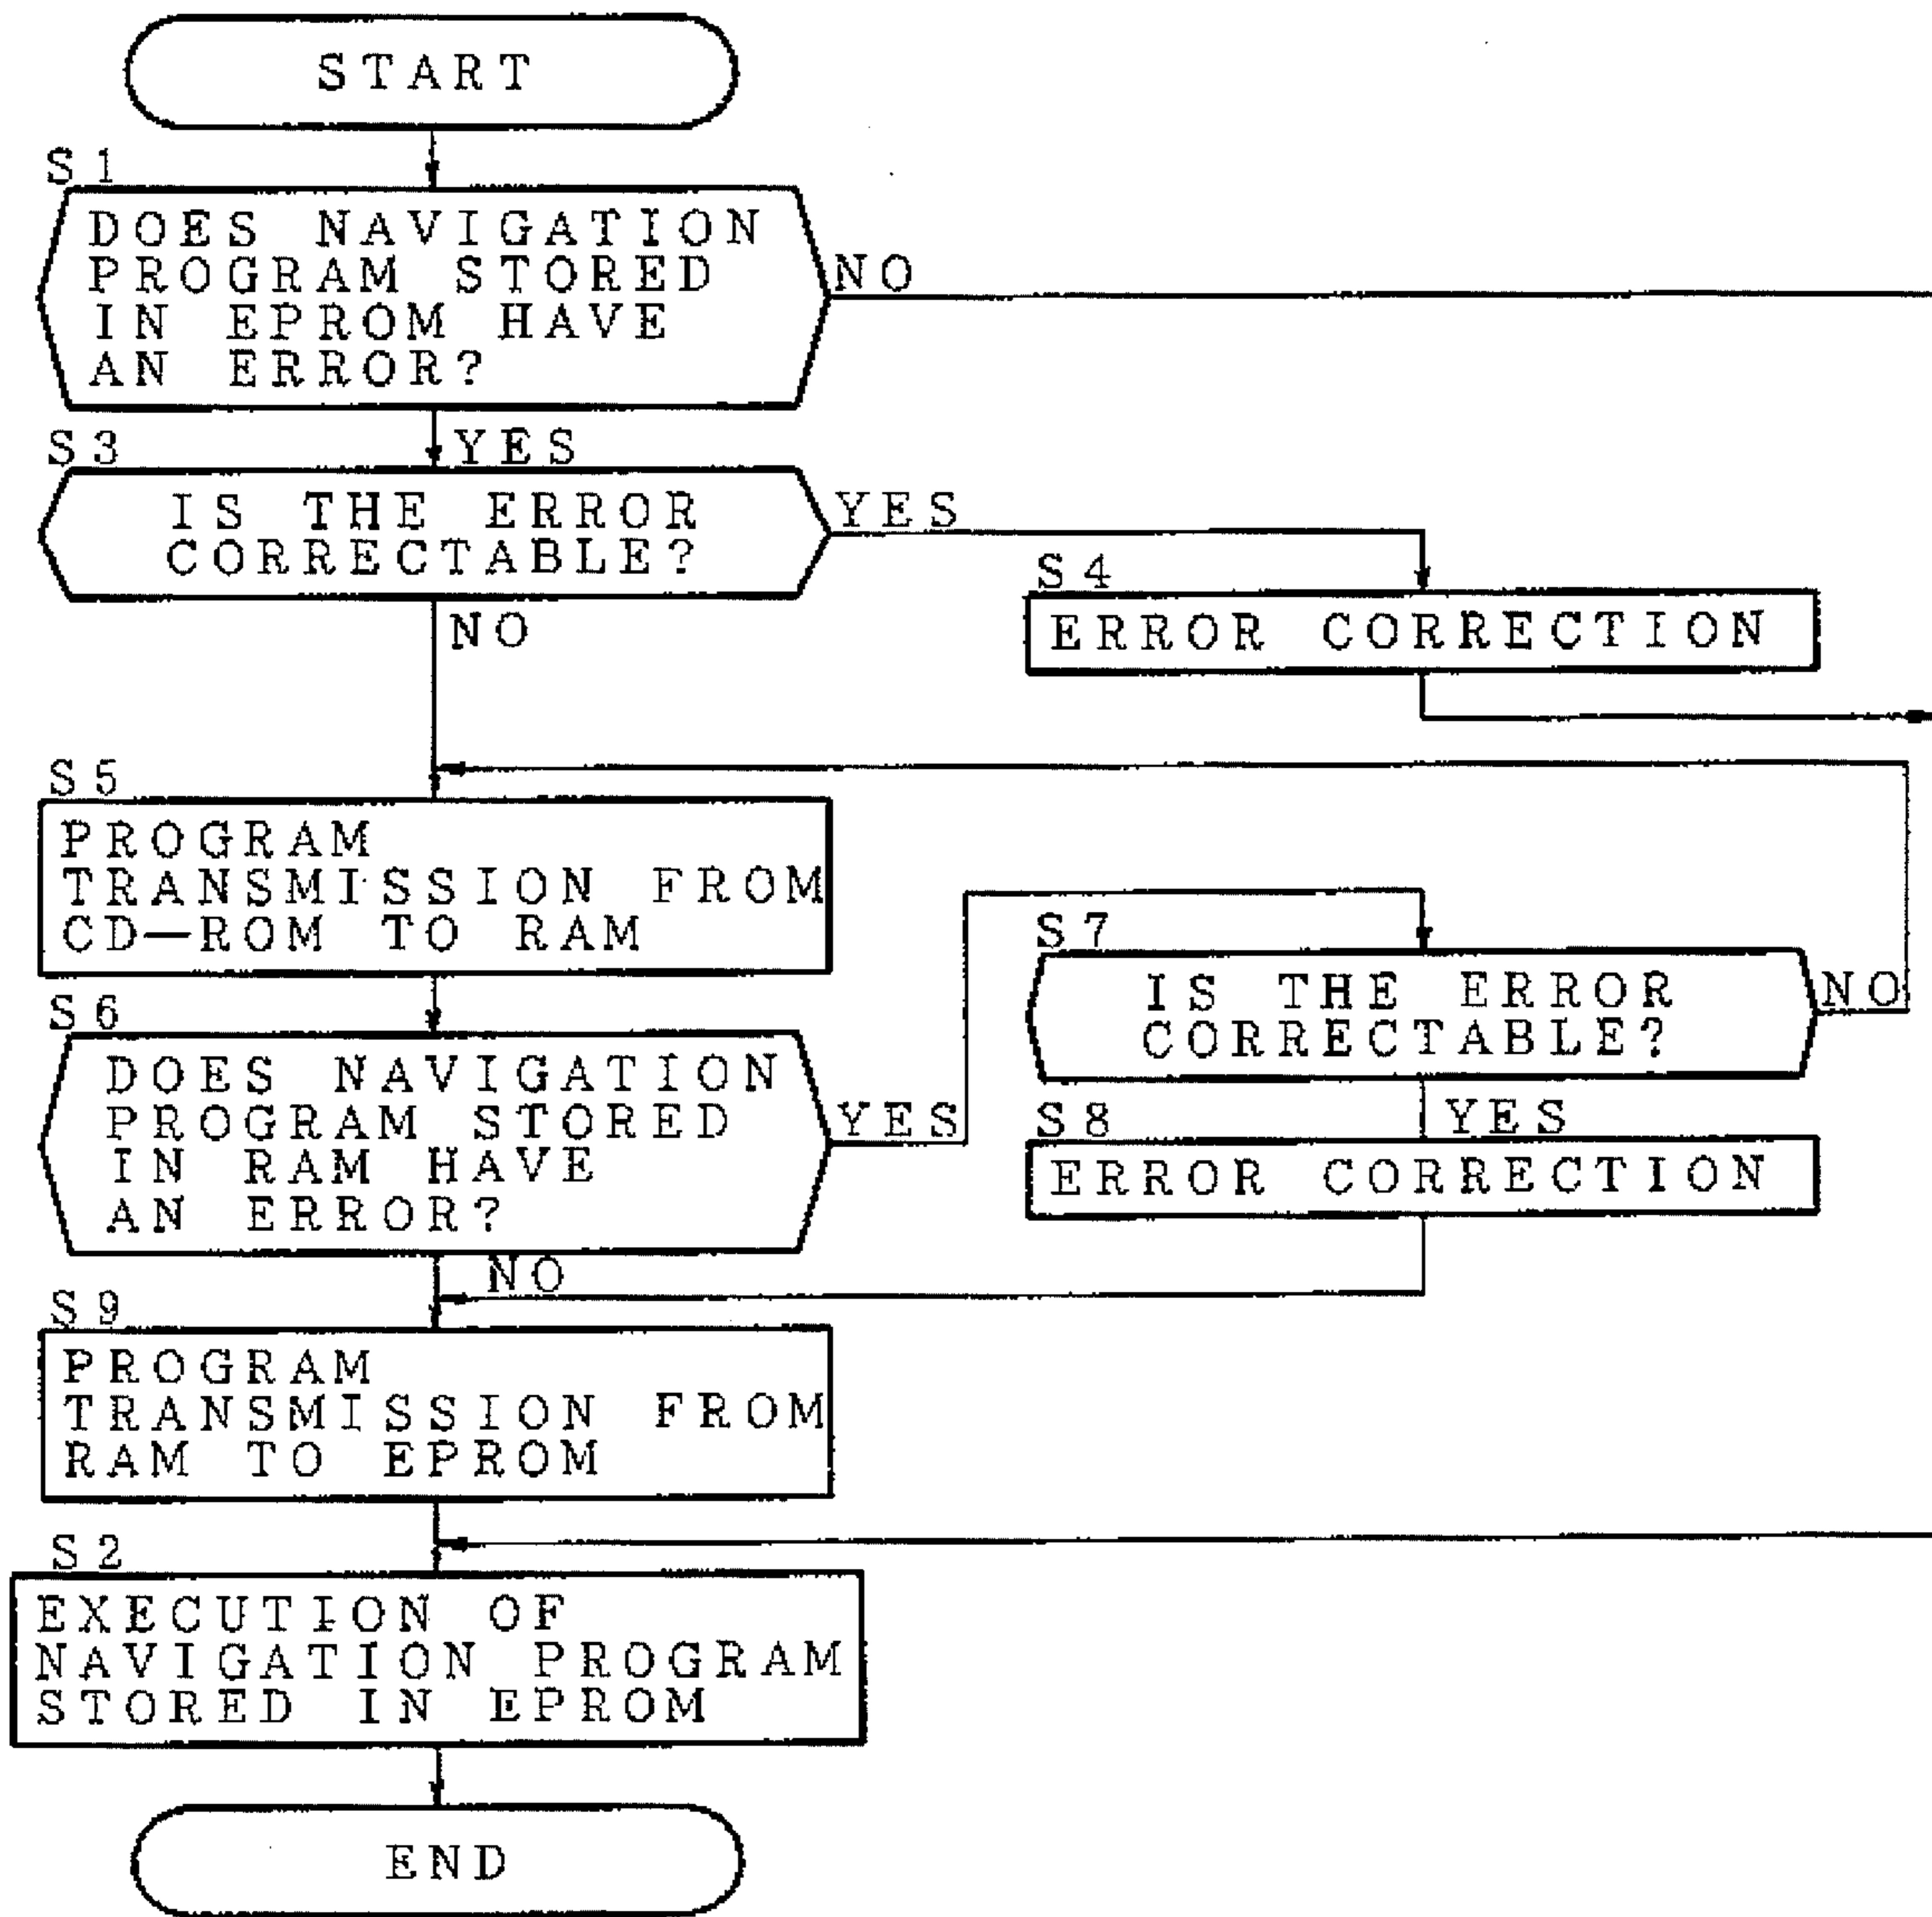 START
S1
DOES NAVIGATION
PROGRAM STORED
IN EPROM HAVE
AN ERROR?
NO
YES
S3
IS THE ERROR
CORRECTABLE?
YES
NO
S4
ERROR CORRECTION
S5
PROGRAM
TRANSMISSION FROM
CD—ROM TO RAM
S6
DOES NAVIGATION
PROGRAM STORED
IN RAM HAVE
AN ERROR?
YES
NO
S7
IS THE ERROR
CORRECTABLE?
NO
YES
S8
ERROR CORRECTION
S9
PROGRAM
TRANSMISSION FROM
RAM TO EPROM
S2
EXECUTION OF
NAVIGATION PROGRAM
STORED IN EPROM
END